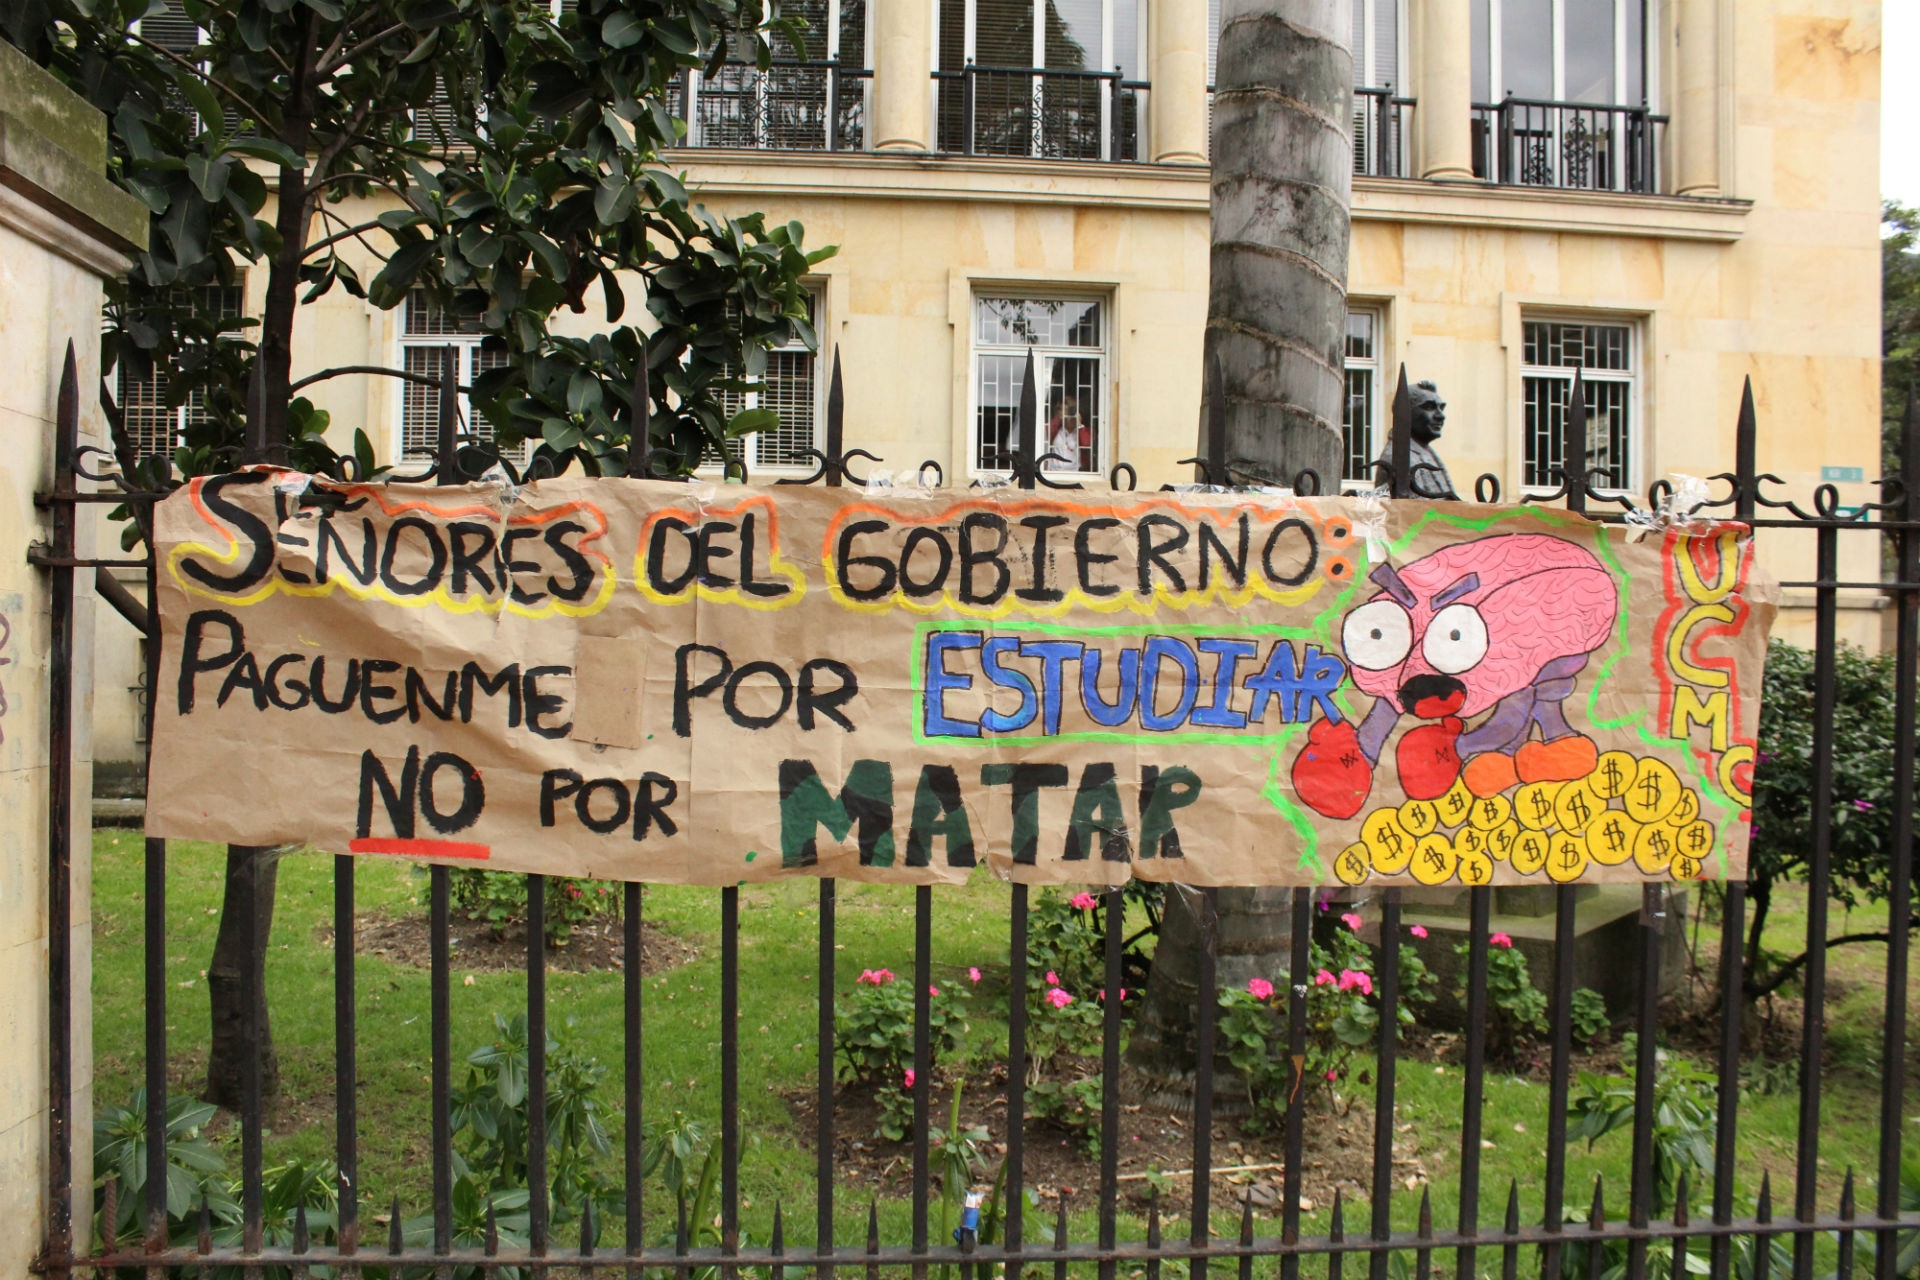 SEÑORES DEL GOBIERNO:
PAGUENME POR ESTUDIAR
NO POR MATAR
UCMC